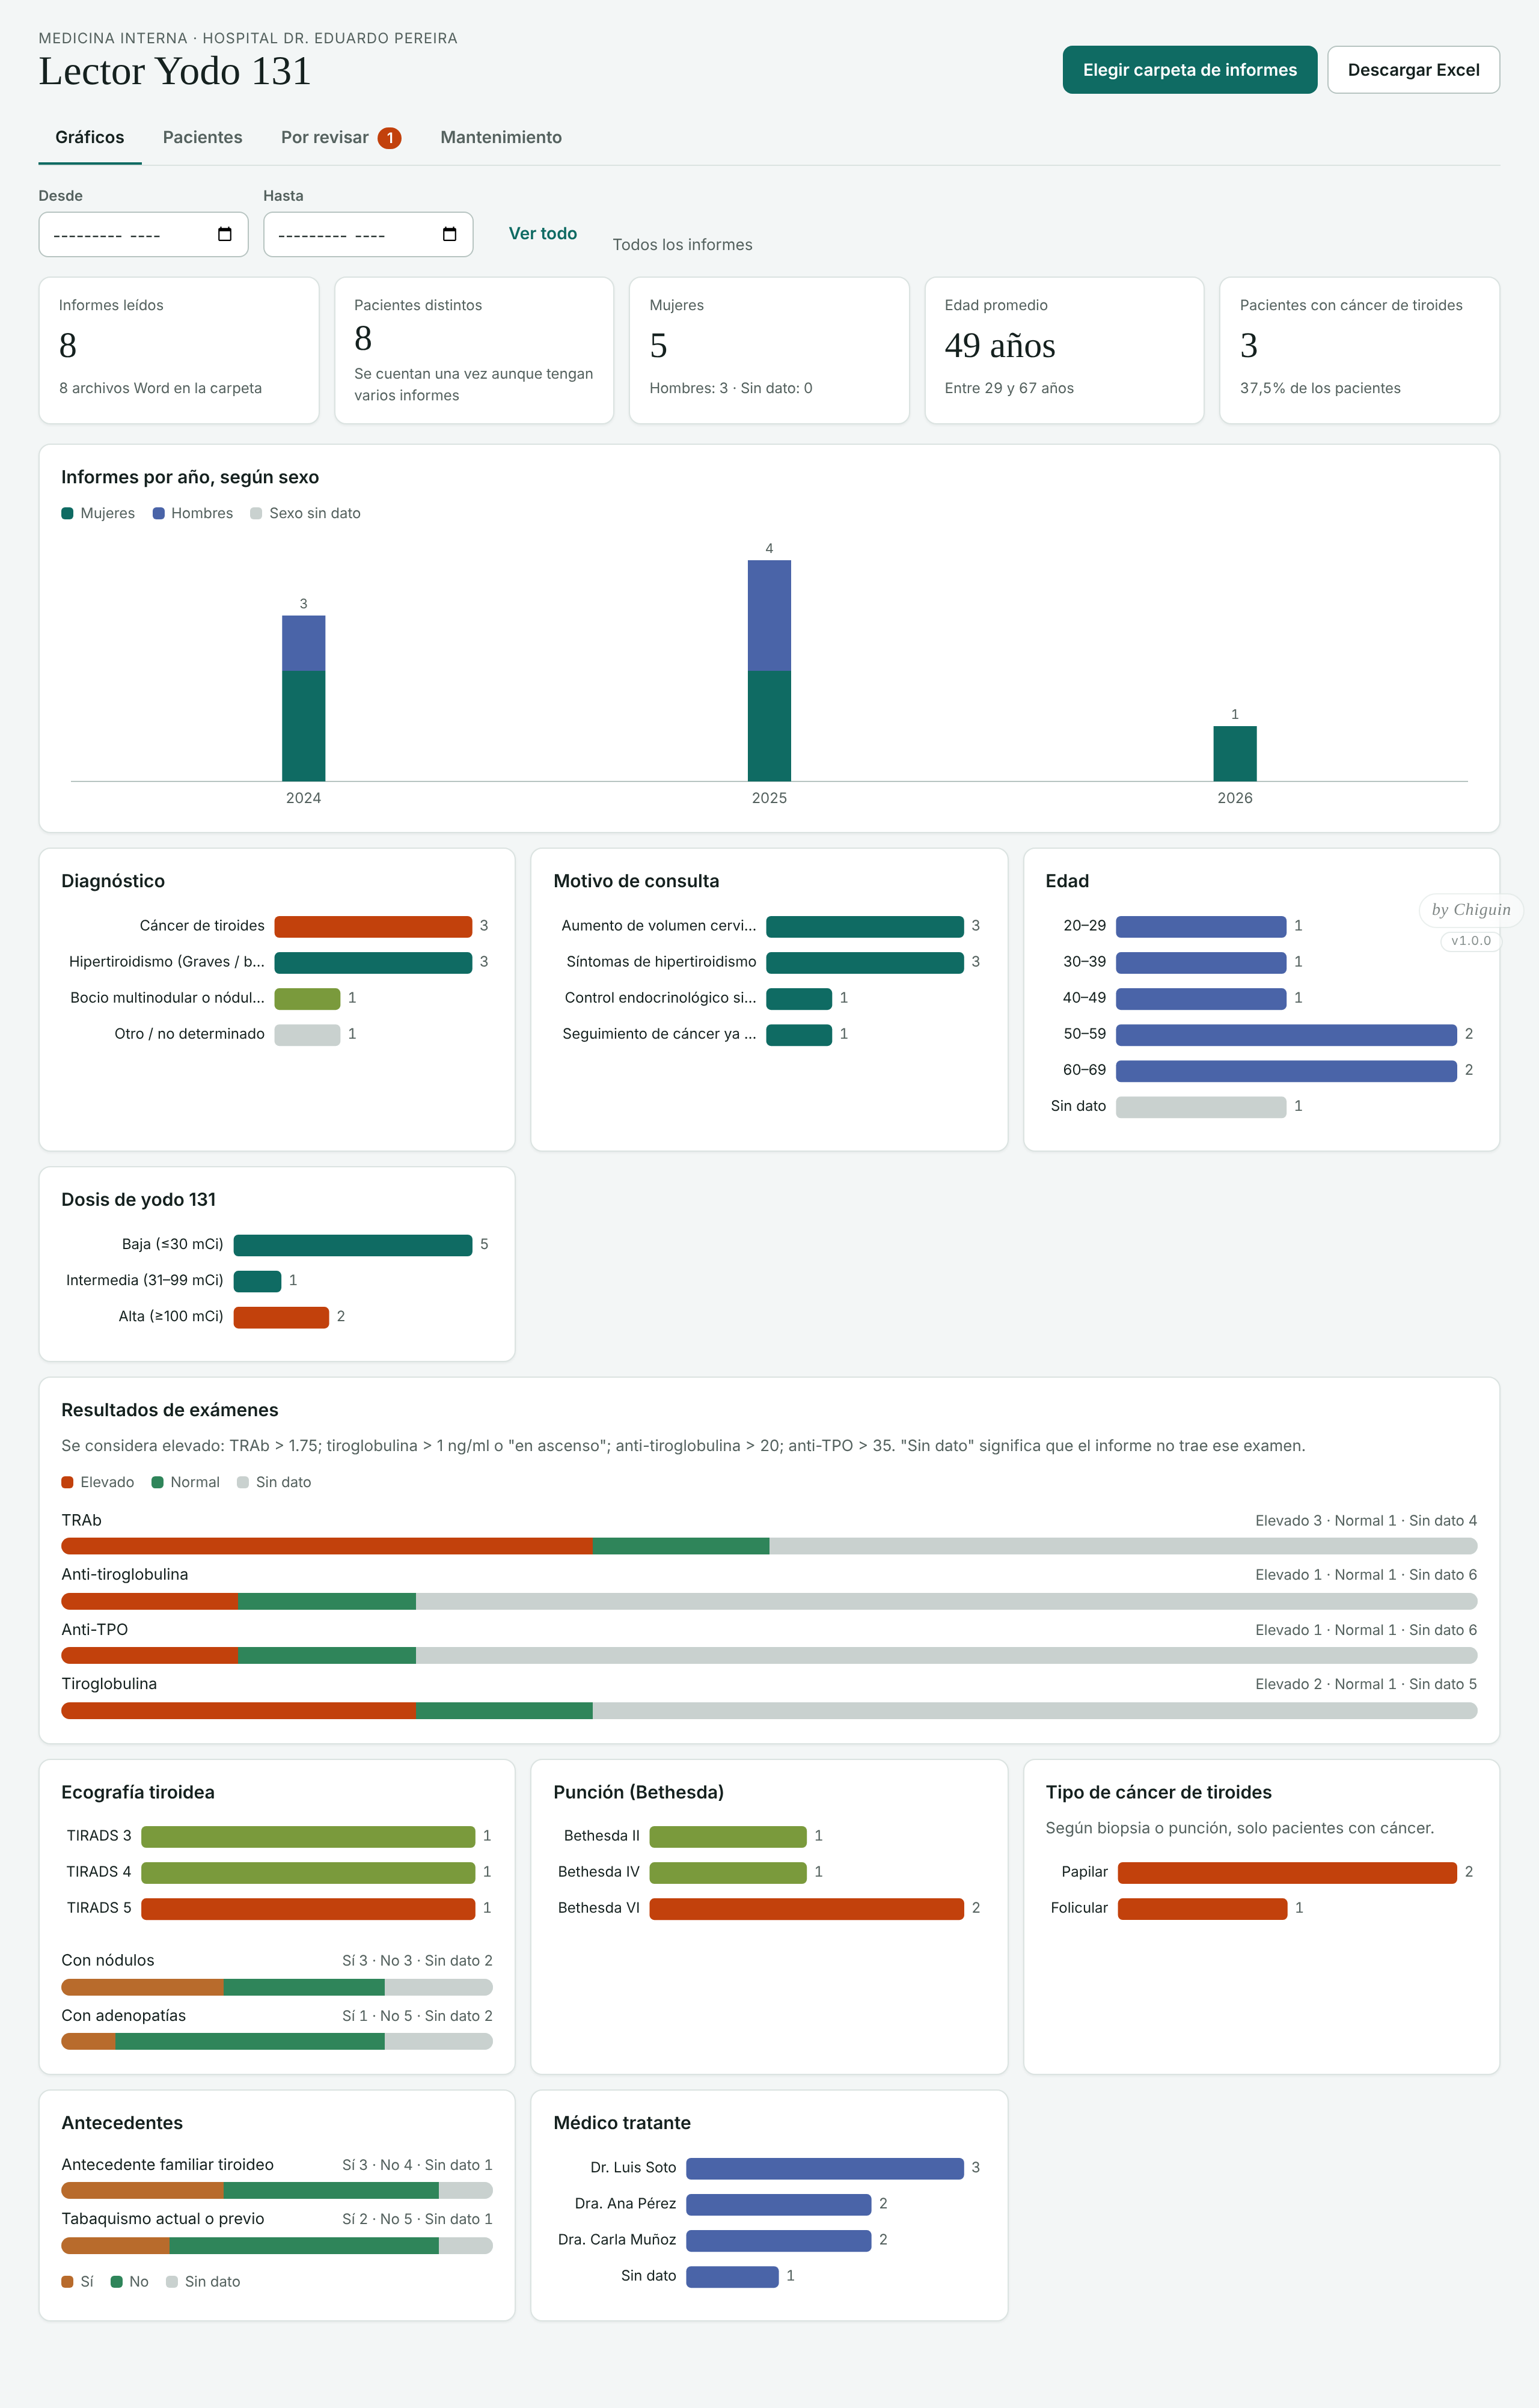 MEDICINA INTERNA · HOSPITAL DR. EDUARDO PEREIRA
Lector Yodo 131
Elegir carpeta de informes
Descargar Excel
Gráficos
Pacientes
Por revisar 1
Mantenimiento
Desde
Hasta
--------- ----
--------- ----
Ver todo
Todos los informes
Informes leídos
8
8 archivos Word en la carpeta
Pacientes distintos
8
Se cuentan una vez aunque tengan
varios informes
Mujeres
5
Hombres: 3 · Sin dato: 0
Edad promedio
49 años
Entre 29 y 67 años
Pacientes con cáncer de tiroides
3
37,5% de los pacientes
Informes por año, según sexo
Mujeres
Hombres
Sexo sin dato
3
4
1
2024
2025
2026
Diagnóstico
Cáncer de tiroides 3
Hipertiroidismo (Graves / b... 3
Bocio multinodular o nódul... 1
Otro / no determinado 1
Motivo de consulta
Aumento de volumen cervi... 3
Síntomas de hipertiroidismo 3
Control endocrinológico si... 1
Seguimiento de cáncer ya ... 1
Edad
20–29 1
30–39 1
40–49 1
50–59 2
60–69 2
Sin dato 1
by Chiguin
v1.0.0
Dosis de yodo 131
Baja (≤30 mCi) 5
Intermedia (31–99 mCi) 1
Alta (≥100 mCi) 2
Resultados de exámenes
Se considera elevado: TRAb > 1.75; tiroglobulina > 1 ng/ml o "en ascenso"; anti-tiroglobulina > 20; anti-TPO > 35. "Sin dato" significa que el informe no trae ese examen.
Elevado
Normal
Sin dato
TRAb
Elevado 3 · Normal 1 · Sin dato 4
Anti-tiroglobulina
Elevado 1 · Normal 1 · Sin dato 6
Anti-TPO
Elevado 1 · Normal 1 · Sin dato 6
Tiroglobulina
Elevado 2 · Normal 1 · Sin dato 5
Ecografía tiroidea
TIRADS 3 1
TIRADS 4 1
TIRADS 5 1
Con nódulos
Sí 3 · No 3 · Sin dato 2
Con adenopatías
Sí 1 · No 5 · Sin dato 2
Punción (Bethesda)
Bethesda II 1
Bethesda IV 1
Bethesda VI 2
Tipo de cáncer de tiroides
Según biopsia o punción, solo pacientes con cáncer.
Papilar 2
Folicular 1
Antecedentes
Antecedente familiar tiroideo
Sí 3 · No 4 · Sin dato 1
Tabaquismo actual o previo
Sí 2 · No 5 · Sin dato 1
Sí
No
Sin dato
Médico tratante
Dr. Luis Soto 3
Dra. Ana Pérez 2
Dra. Carla Muñoz 2
Sin dato 1